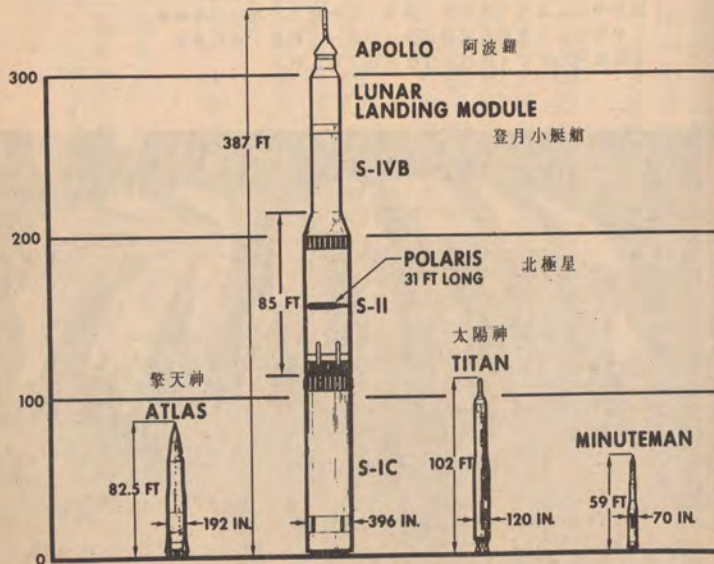 APOLLO 阿波羅
300
LUNAR
LANDING MODULE
登月小艇艙
387 FT
S-IVB
200
POLARIS 北極星
31 FT LONG
85 FT
S-II
太陽神
TITAN
擎天神
100
ATLAS
MINUTEMAN
S-IC
102 FT
82.5 FT
59 FT
192 IN.
396 IN.
120 IN.
70 IN.
0